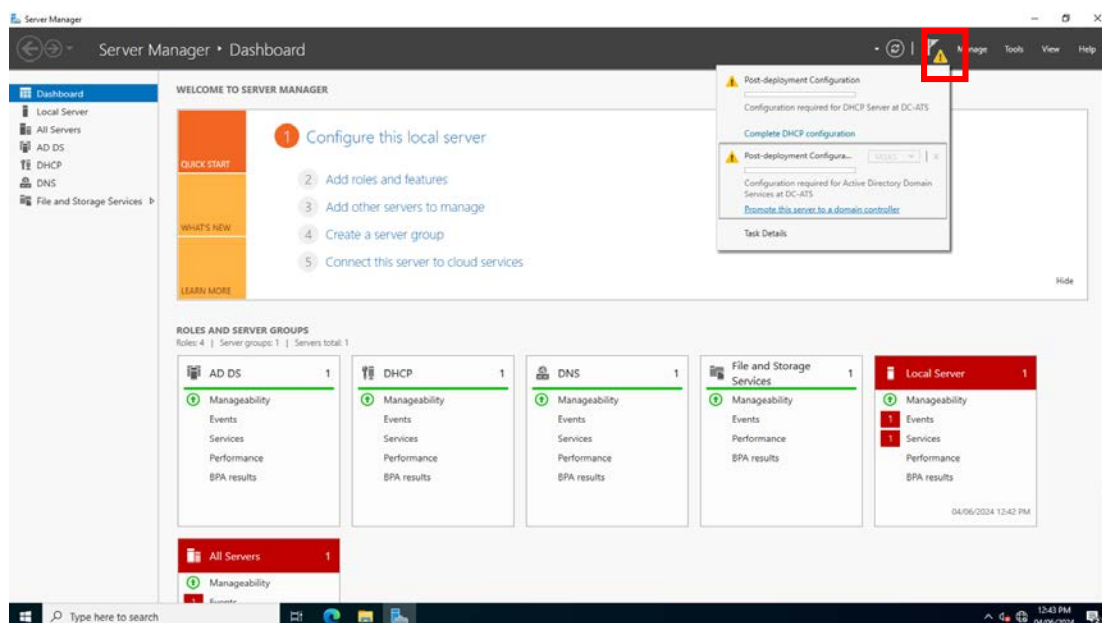 Server Manager
Server Manager • Dashboard
Manage Tools View Help
Dashboard
Local Server
All Servers
AD DS
DHCP
DNS
File and Storage Services
WELCOME TO SERVER MANAGER
QUICK START
WHAT'S NEW
LEARN MORE
1 Configure this local server
2 Add roles and features
3 Add other servers to manage
4 Create a server group
5 Connect this server to cloud services
Hide
Post-deployment Configuration
Configuration required for DHCP Server at DC-ATS
Complete DHCP configuration
Post-deployment Configura...
Configuration required for Active Directory Domain
Services at DC-ATS
Promote this server to a domain controller
Task Details
ROLES AND SERVER GROUPS
Roles: 4 | Server groups: 1 | Servers total: 1
AD DS 1
Manageability
Events
Services
Performance
BPA results
DHCP 1
Manageability
Events
Services
Performance
BPA results
DNS 1
Manageability
Events
Services
Performance
BPA results
File and Storage
Services 1
Manageability
Events
Performance
BPA results
Local Server 1
Manageability
1 Events
1 Services
Performance
BPA results
04/06/2024 12:42 PM
All Servers 1
Manageability
1 Events
Type here to search
12:43 PM
04/06/2024